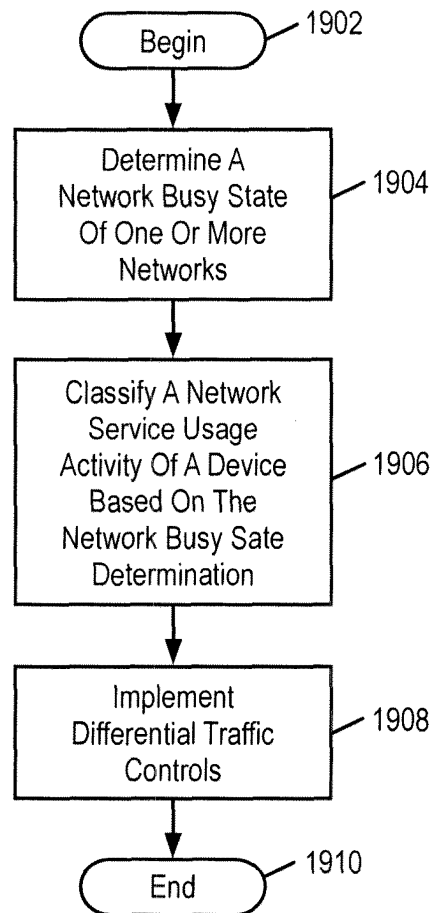 Begin
1902
Determine A
Network Busy State
Of One Or More
Networks
1904
Classify A Network
Service Usage
Activity Of A Device
Based On The
Network Busy Sate
Determination
1906
Implement
Differential Traffic
Controls
1908
End
1910